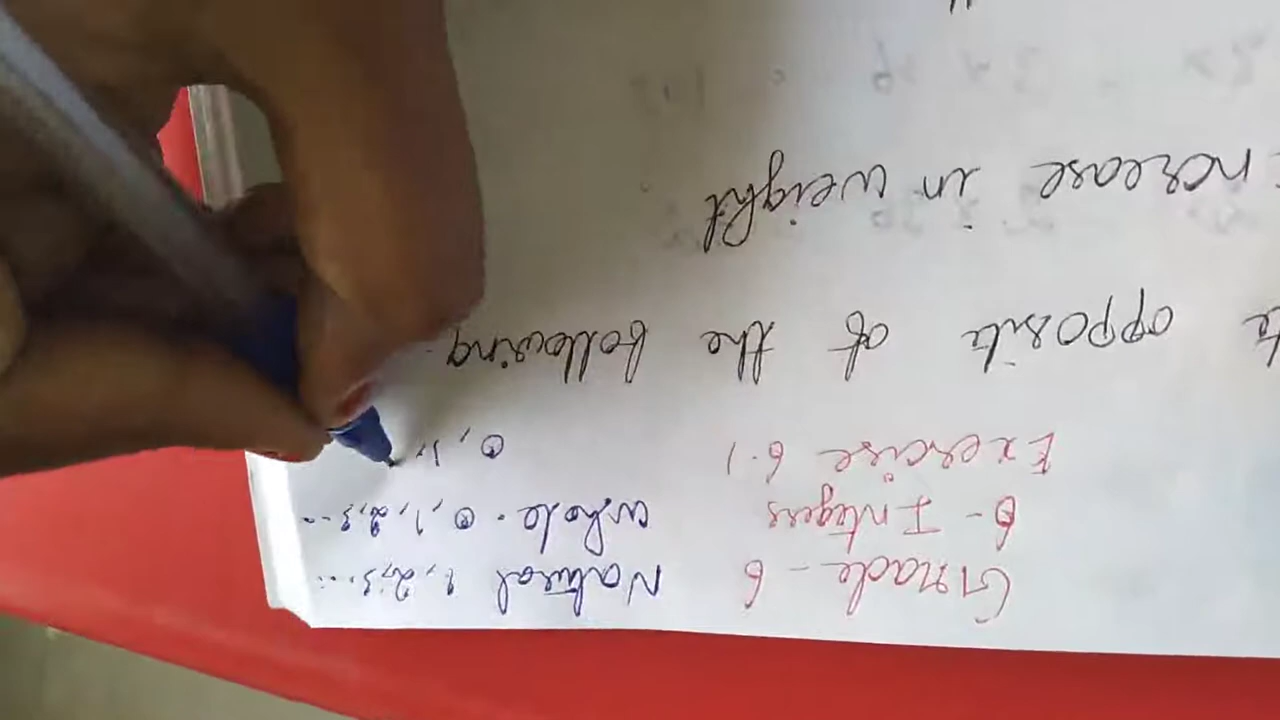 Grade - 6 Natural 1, 2, 3...
6 - Integers Whole - 0, 1, 2, 3--
Exercise 6.1 0, 1,
opposite of the following
Increase in weight